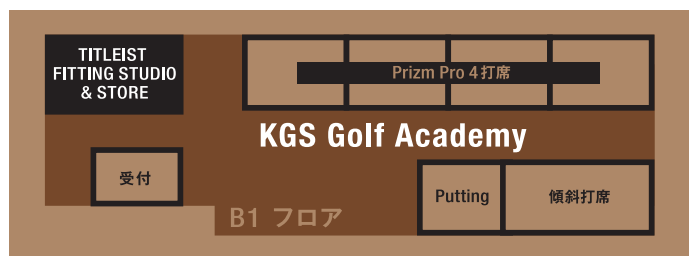 TITLEIST
FITTING STUDIO
& STORE
Prizm Pro 4打席
KGS Golf Academy
受付
Putting
傾斜打席
B1 フロア